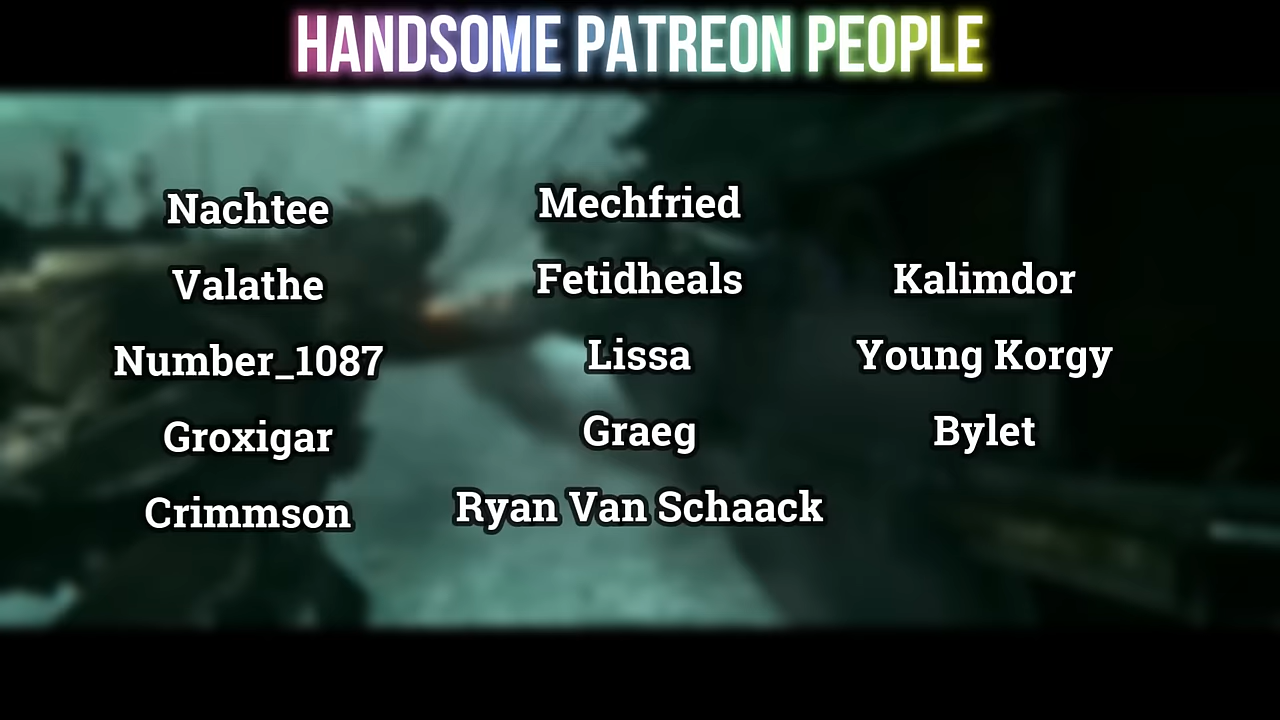 HANDSOME PATREON PEOPLE
Nachtee
Valathe
Number_1087
Groxigar
Crimmson
Mechfried
Fetidheals
Lissa
Graeg
Ryan Van Schaack
Kalimdor
Young Korgy
Bylet